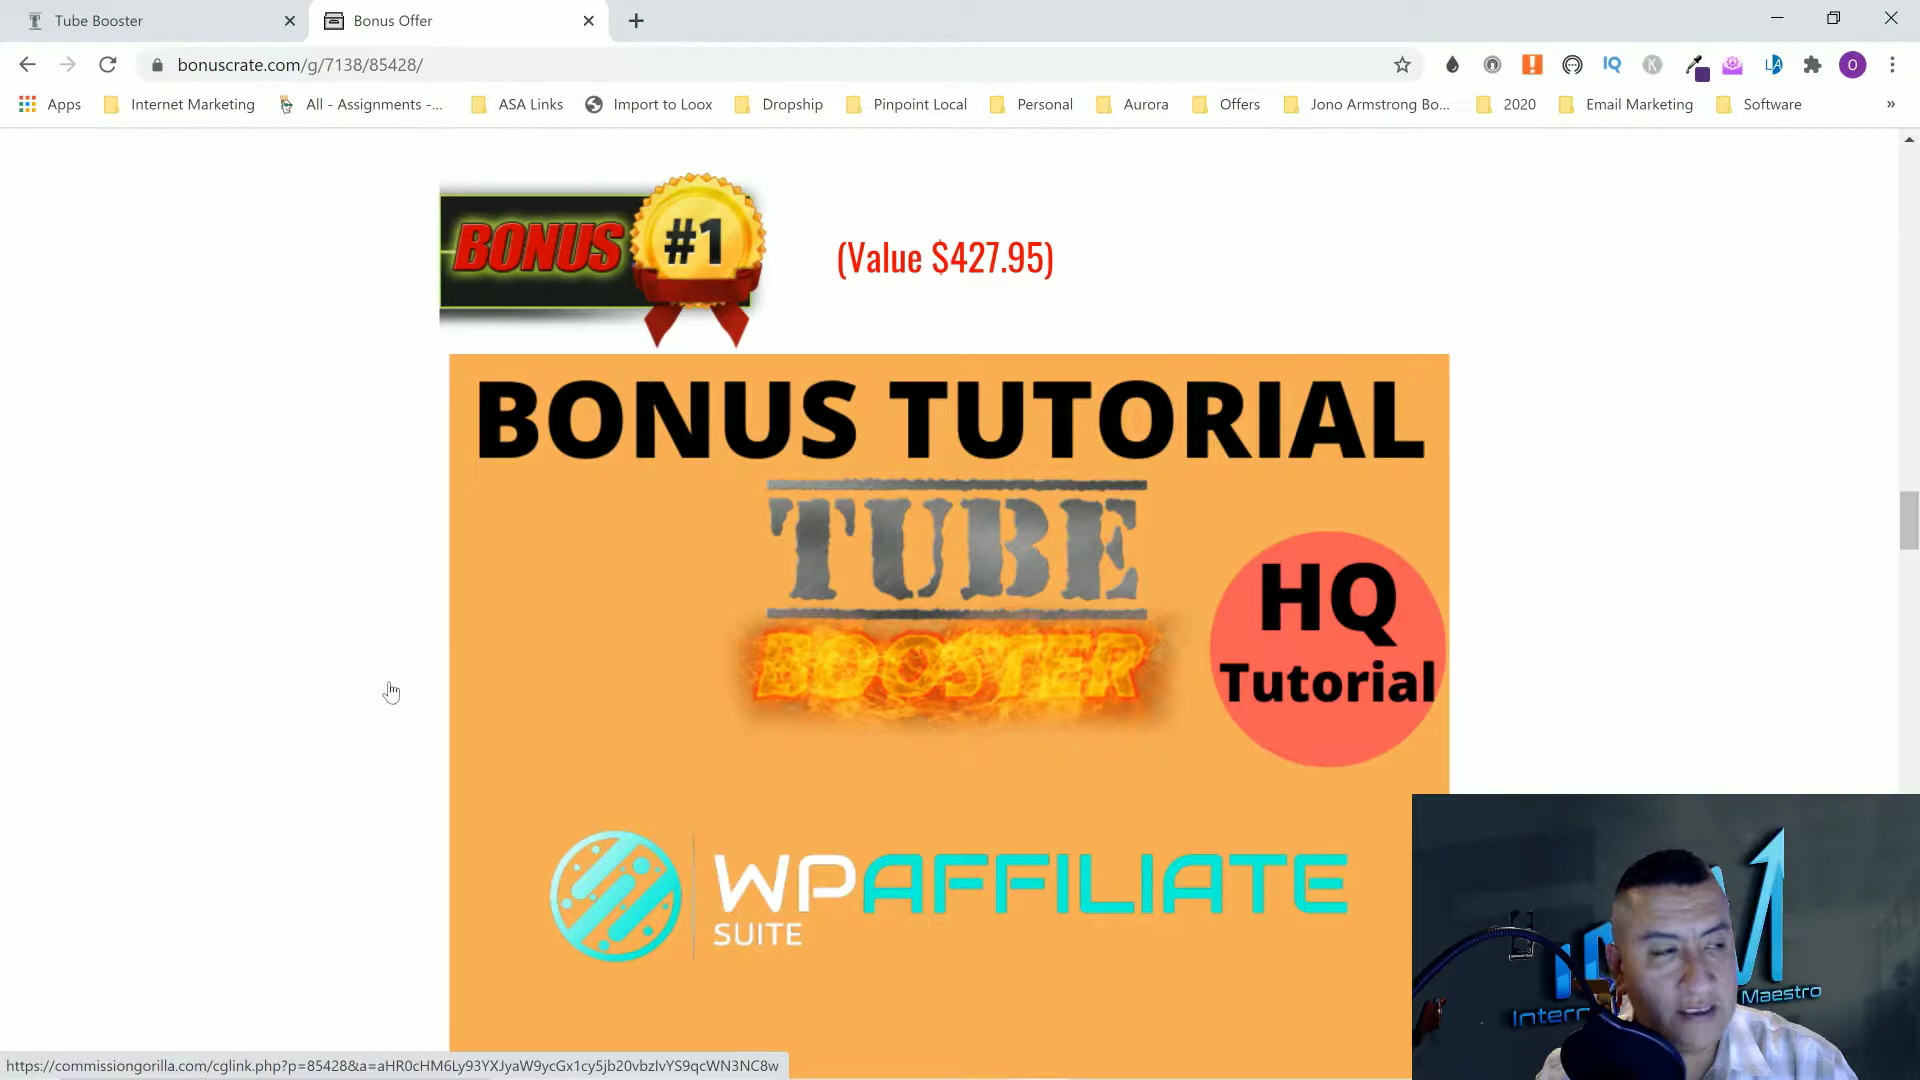 Tube Booster
Bonus Offer
bonuscrate.com/g/7138/85428/
IQ
K
LA
O
Apps
Internet Marketing
All - Assignments -...
ASA Links
Import to Loox
Dropship
Pinpoint Local
Personal
Aurora
Offers
Jono Armstrong Bo...
2020
Email Marketing
Software
»
BONUS #1
(Value $427.95)
BONUS TUTORIAL
TUBE
BOOSTER
HQ
Tutorial
WPAFFILIATE
SUITE
Maestro
https://commissiongorilla.com/cglink.php?p=85428&a=aHR0cHM6Ly93YXJyaW9ycGx1cy5jb20vbzIvYS9qcWN3NC8w